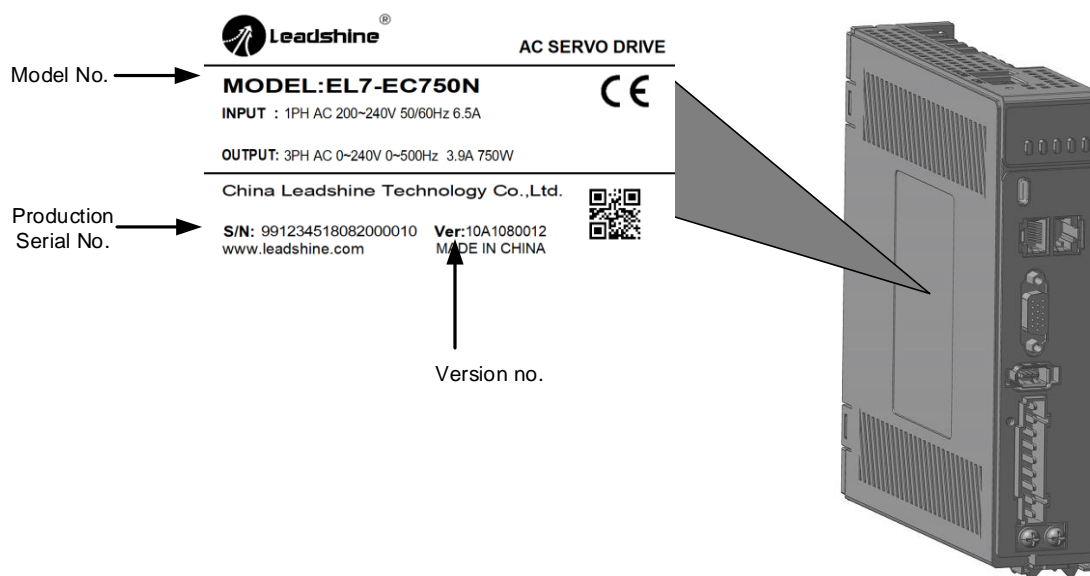 Leadshine®
AC SERVO DRIVE
Model No.
MODEL:EL7-EC750N
CE
INPUT : 1PH AC 200~240V 50/60Hz 6.5A
OUTPUT: 3PH AC 0~240V 0~500Hz 3.9A 750W
China Leadshine Technology Co.,Ltd.
Production
Serial No.
S/N: 991234518082000010 Ver:10A1080012
www.leadshine.com MADE IN CHINA
Version no.